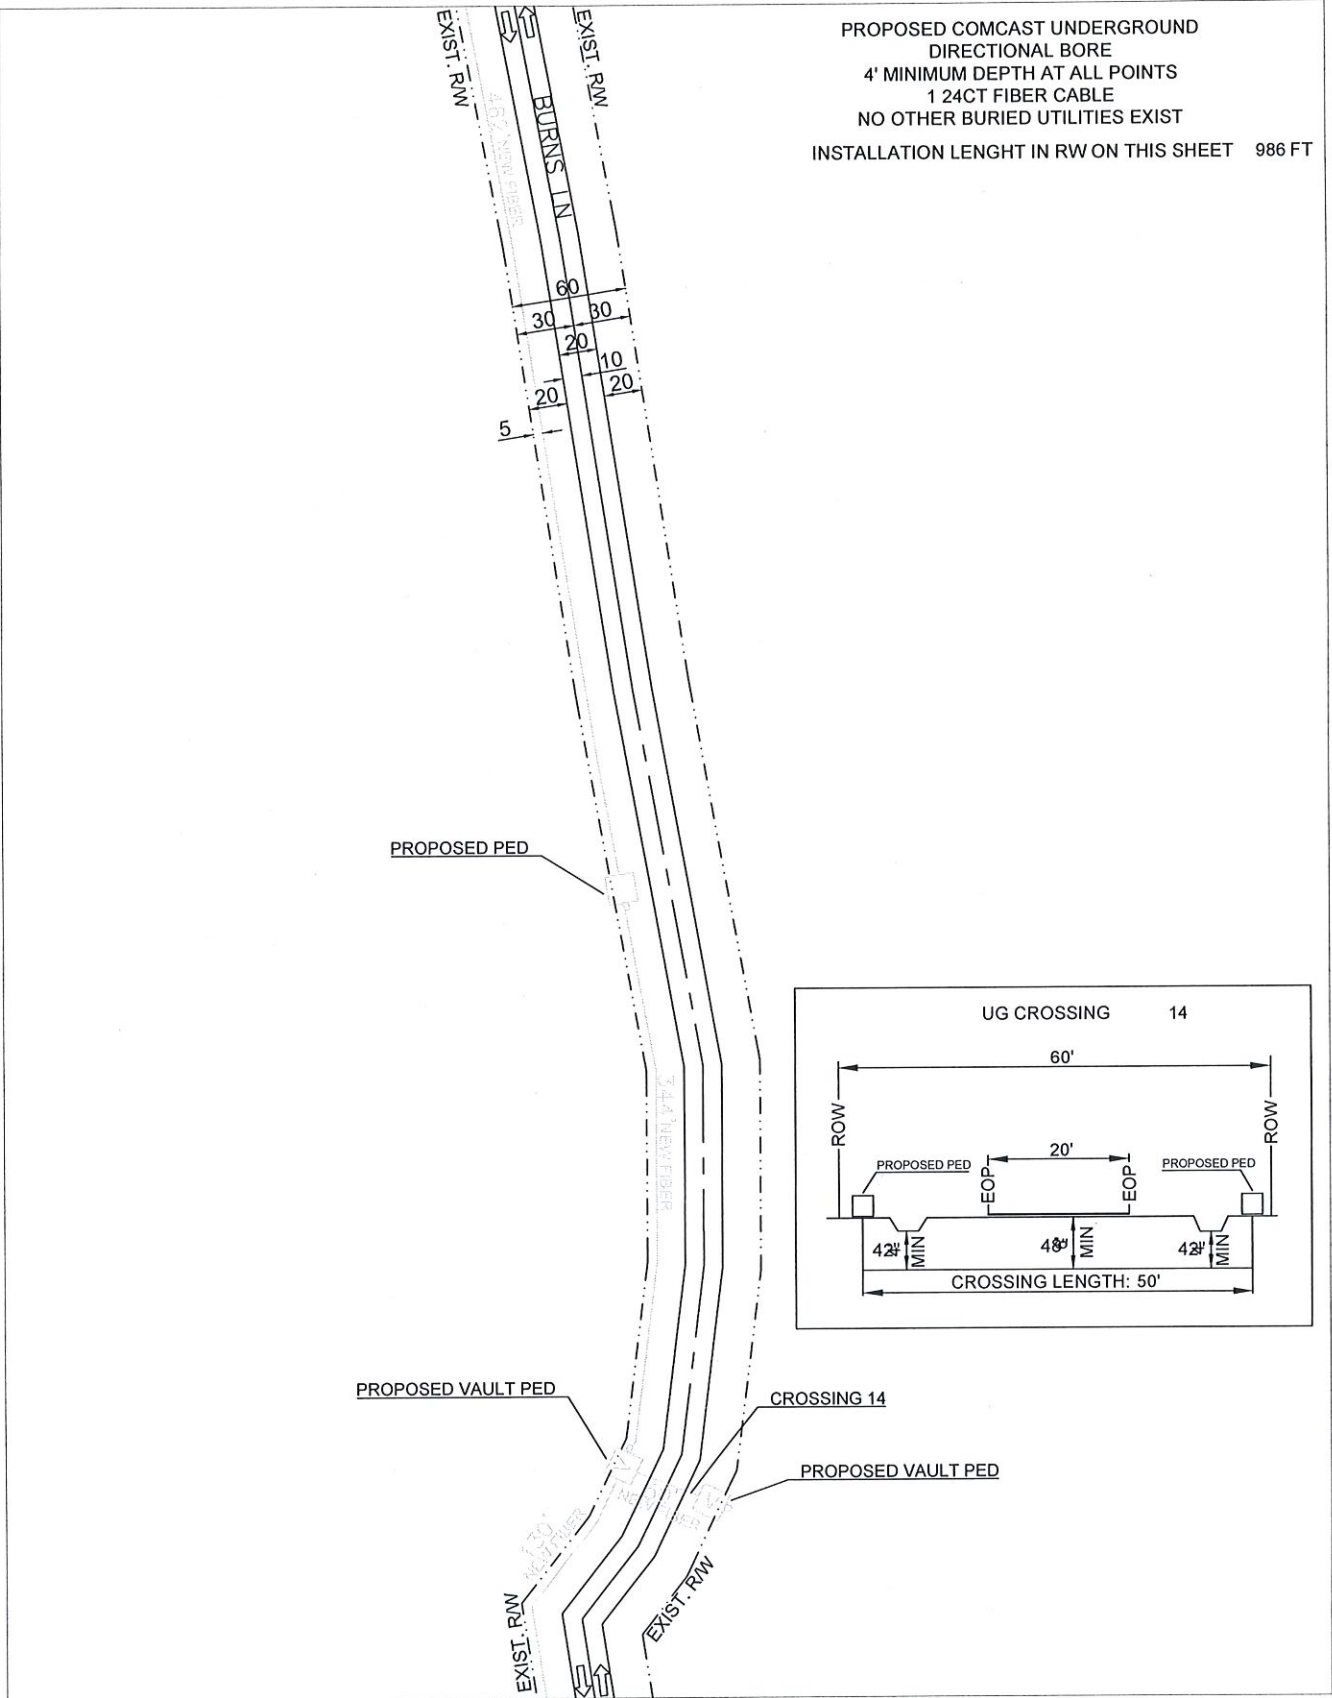 PROPOSED COMCAST UNDERGROUND
DIRECTIONAL BORE
4' MINIMUM DEPTH AT ALL POINTS
1 24CT FIBER CABLE
NO OTHER BURIED UTILITIES EXIST
INSTALLATION LENGHT IN RW ON THIS SHEET 986 FT
EXIST. R/W
EXIST. R/W
462' NEW FIBER
BURNS LN
60
30
30
20
10
20
20
5
PROPOSED PED
344' NEW FIBER
UG CROSSING 14
60'
ROW
ROW
20'
PROPOSED PED
PROPOSED PED
EOP
EOP
MIN
MIN
MIN
CROSSING LENGTH: 50'
PROPOSED VAULT PED
CROSSING 14
PROPOSED VAULT PED
V
V
NEW FIBER
130'
NEW FIBER
EXIST. R/W
EXIST. R/W